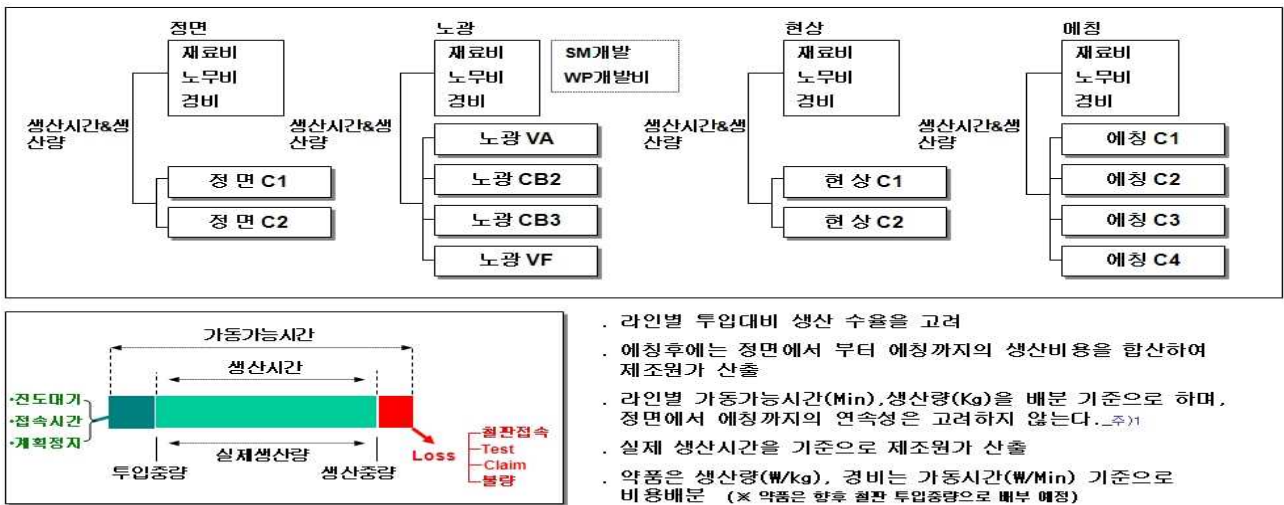 정면
재료비
노무비
경비
생산시간&생
산량
정 면 C1
정 면 C2
노광
재료비
노무비
경비
SM개발
WP개발비
생산시간&생
산량
노광 VA
노광 CB2
노광 CB3
노광 VF
현상
재료비
노무비
경비
생산시간&생
산량
현 상 C1
현 상 C2
에칭
재료비
노무비
경비
생산시간&생
산량
에칭 C1
에칭 C2
에칭 C3
에칭 C4
가동가능시간
생산시간
•진도대기
•접속시간
•계획정지
투입중량
실제생산량
생산중량
Loss
철판접속
Test
Claim
불량
. 라인별 투입대비 생산 수율을 고려
. 에칭후에는 정면에서 부터 에칭까지의 생산비용을 합산하여
제조원가 산출
. 라인별 가동가능시간(Min),생산량(Kg)을 배분 기준으로 하며,
정면에서 에칭까지의 연속성은 고려하지 않는다._주)1
. 실제 생산시간을 기준으로 제조원가 산출
. 약품은 생산량(₩/kg), 경비는 가동시간(₩/Min) 기준으로
비용배분 (※ 약품은 향후 철판 투입중량으로 배부 예정)